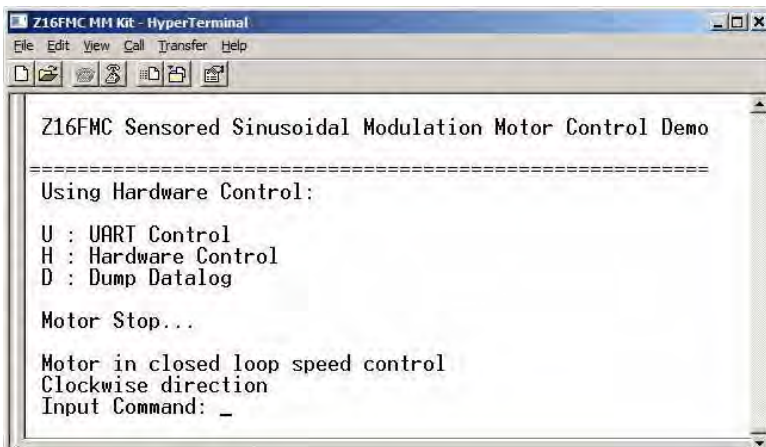 Z16FMC MM Kit - HyperTerminal
File Edit View Call Transfer Help
Z16FMC Sensored Sinusoidal Modulation Motor Control Demo
========================================================
Using Hardware Control:
U : UART Control
H : Hardware Control
D : Dump Datalog
Motor Stop...
Motor in closed loop speed control
Clockwise direction
Input Command: _